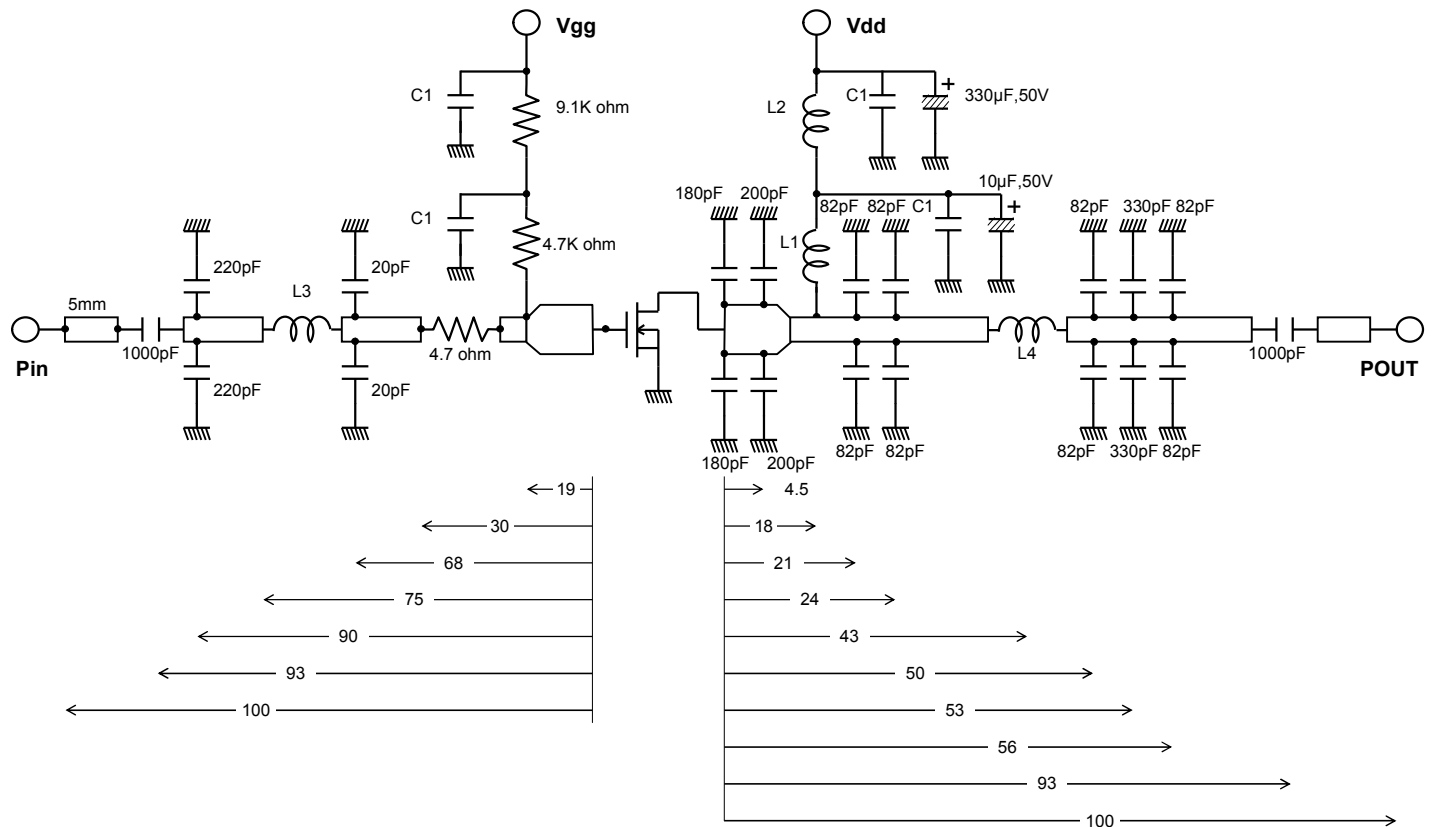 Vgg
Vdd
C1
9.1K ohm
L2
C1
+
330µF,50V
C1
4.7K ohm
180pF
200pF
82pF
82pF
C1
10µF,50V
+
82pF
330pF
82pF
L1
220pF
20pF
L3
5mm
1000pF
Pin
4.7 ohm
L4
1000pF
POUT
220pF
20pF
180pF
200pF
82pF
82pF
82pF
330pF
82pF
19
4.5
30
18
68
21
75
24
90
43
93
50
100
53
56
93
100